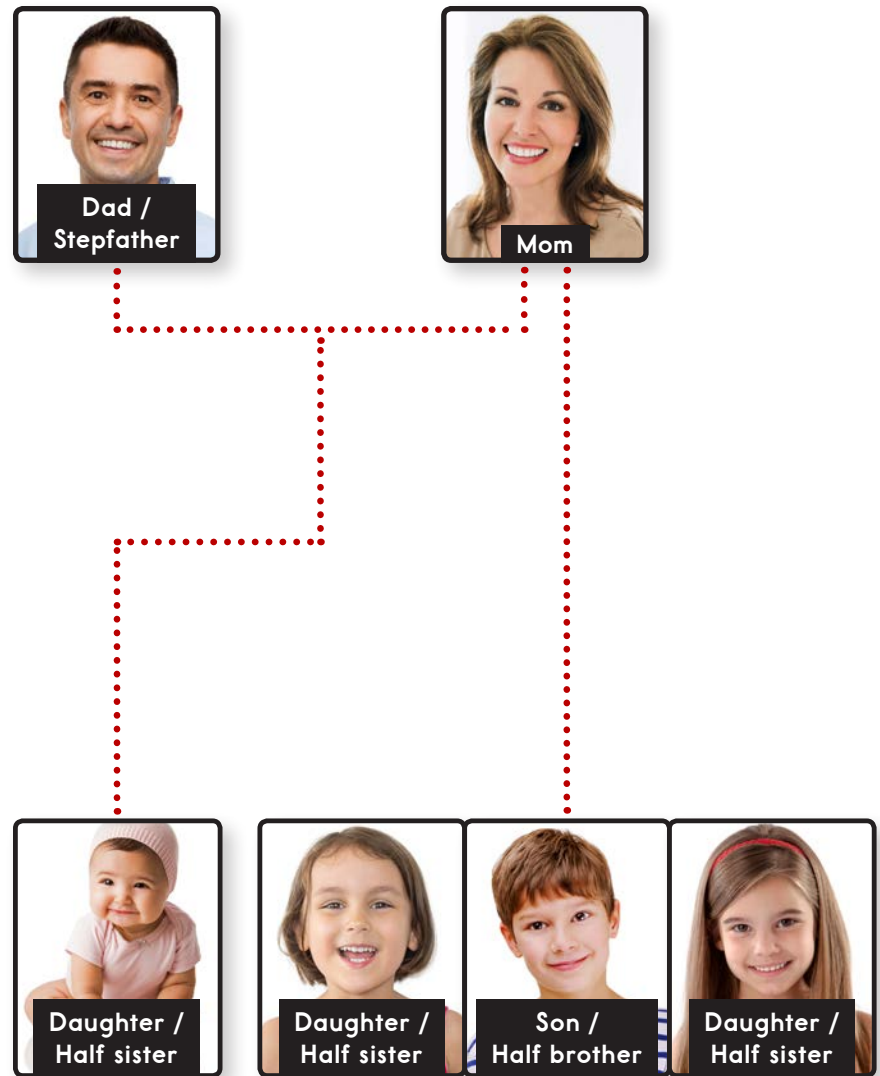 Dad /
Stepfather
Mom
Daughter /
Half sister
Daughter /
Half sister
Son /
Half brother
Daughter /
Half sister